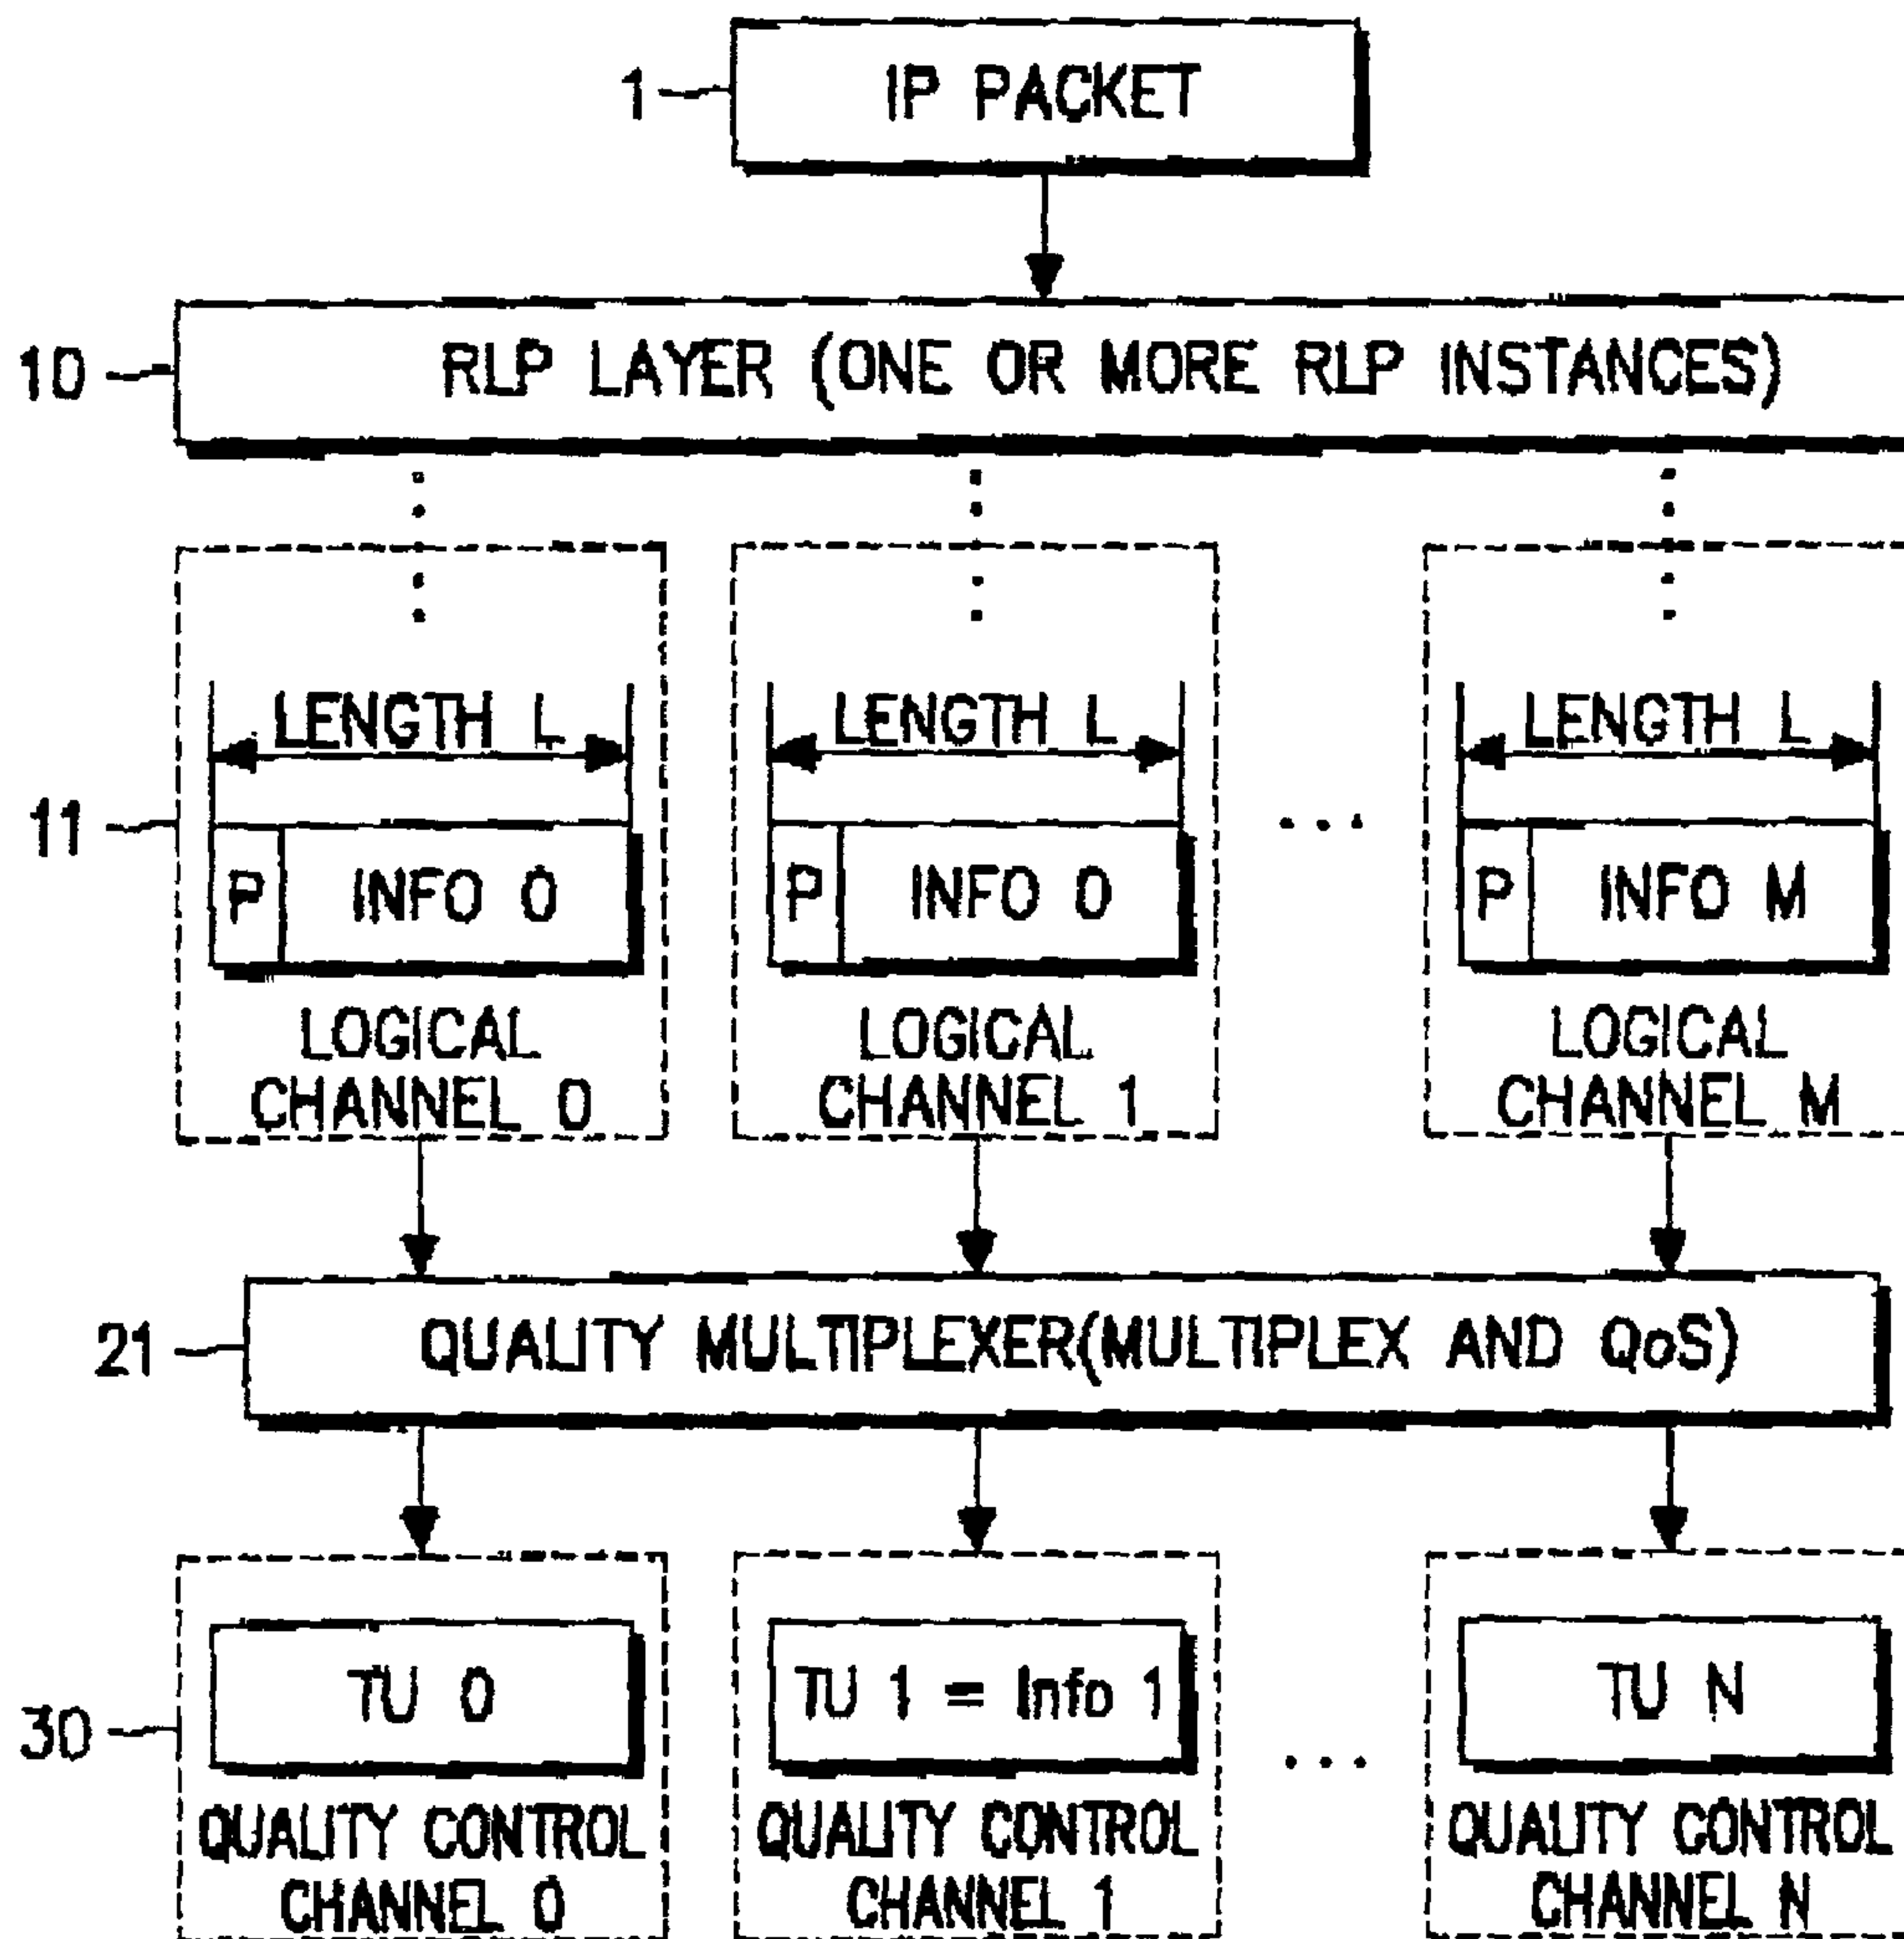 1
IP PACKET
10
RLP LAYER (ONE OR MORE RLP INSTANCES)
LENGTH L
LENGTH L
LENGTH L
11
P INFO 0
P INFO 0
...
P INFO M
LOGICAL
CHANNEL 0
LOGICAL
CHANNEL 1
LOGICAL
CHANNEL M
21
QUALITY MULTIPLEXER(MULTIPLEX AND QoS)
30
TU 0
TU 1 = Info 1
...
TU N
QUALITY CONTROL
CHANNEL 0
QUALITY CONTROL
CHANNEL 1
QUALITY CONTROL
CHANNEL N